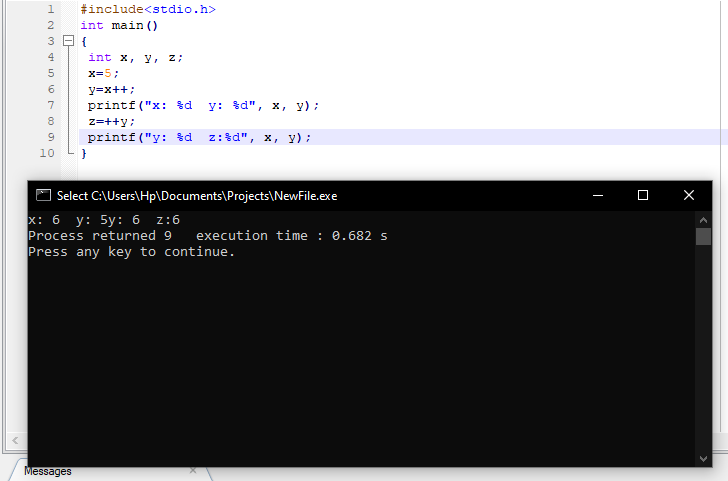 1 #include<stdio.h>
2 int main()
3 {
4 int x, y, z;
5 x=5;
6 y=x++;
7 printf("x: %d  y: %d", x, y);
8 z=++y;
9 printf("y: %d  z:%d", x, y);
10 }
Select C:\Users\Hp\Documents\Projects\NewFile.exe
x: 6  y: 5y: 6  z:6
Process returned 9   execution time : 0.682 s
Press any key to continue.
Messages